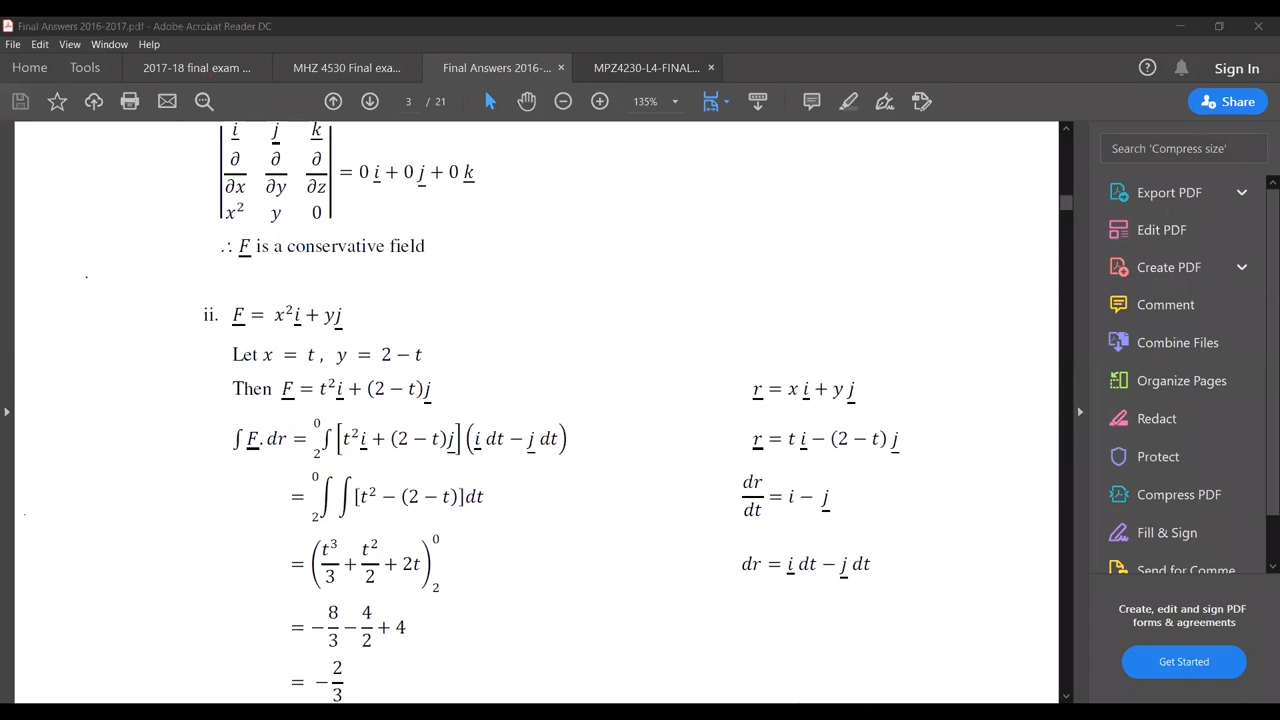 Final Answers 2016-2017.pdf - Adobe Acrobat Reader DC
File Edit View Window Help
Home Tools 2017-18 final exam ... MHZ 4530 Final exa... Final Answers 2016-... × MPZ4230-L4-FINAL... × Sign In
3 / 21 135% Share
i j k
∂/∂x ∂/∂y ∂/∂z = 0 i + 0 j + 0 k
x² y 0
∴ F is a conservative field
ii. F = x²i + yj
Let x = t , y = 2 − t
Then F = t²i + (2 − t)j
r = x i + y j
∫ F. dr = ₂⁰∫ [t²i + (2 − t)j] (i dt − j dt)
r = t i − (2 − t) j
= ₂⁰∫ ∫ [t² − (2 − t)]dt
dr/dt = i − j
= (t³/3 + t²/2 + 2t)₂⁰
dr = i dt − j dt
= − 8/3 − 4/2 + 4
= − 2/3
Search 'Compress size'
Export PDF
Edit PDF
Create PDF
Comment
Combine Files
Organize Pages
Redact
Protect
Compress PDF
Fill & Sign
Send for Comme
Create, edit and sign PDF
forms & agreements
Get Started